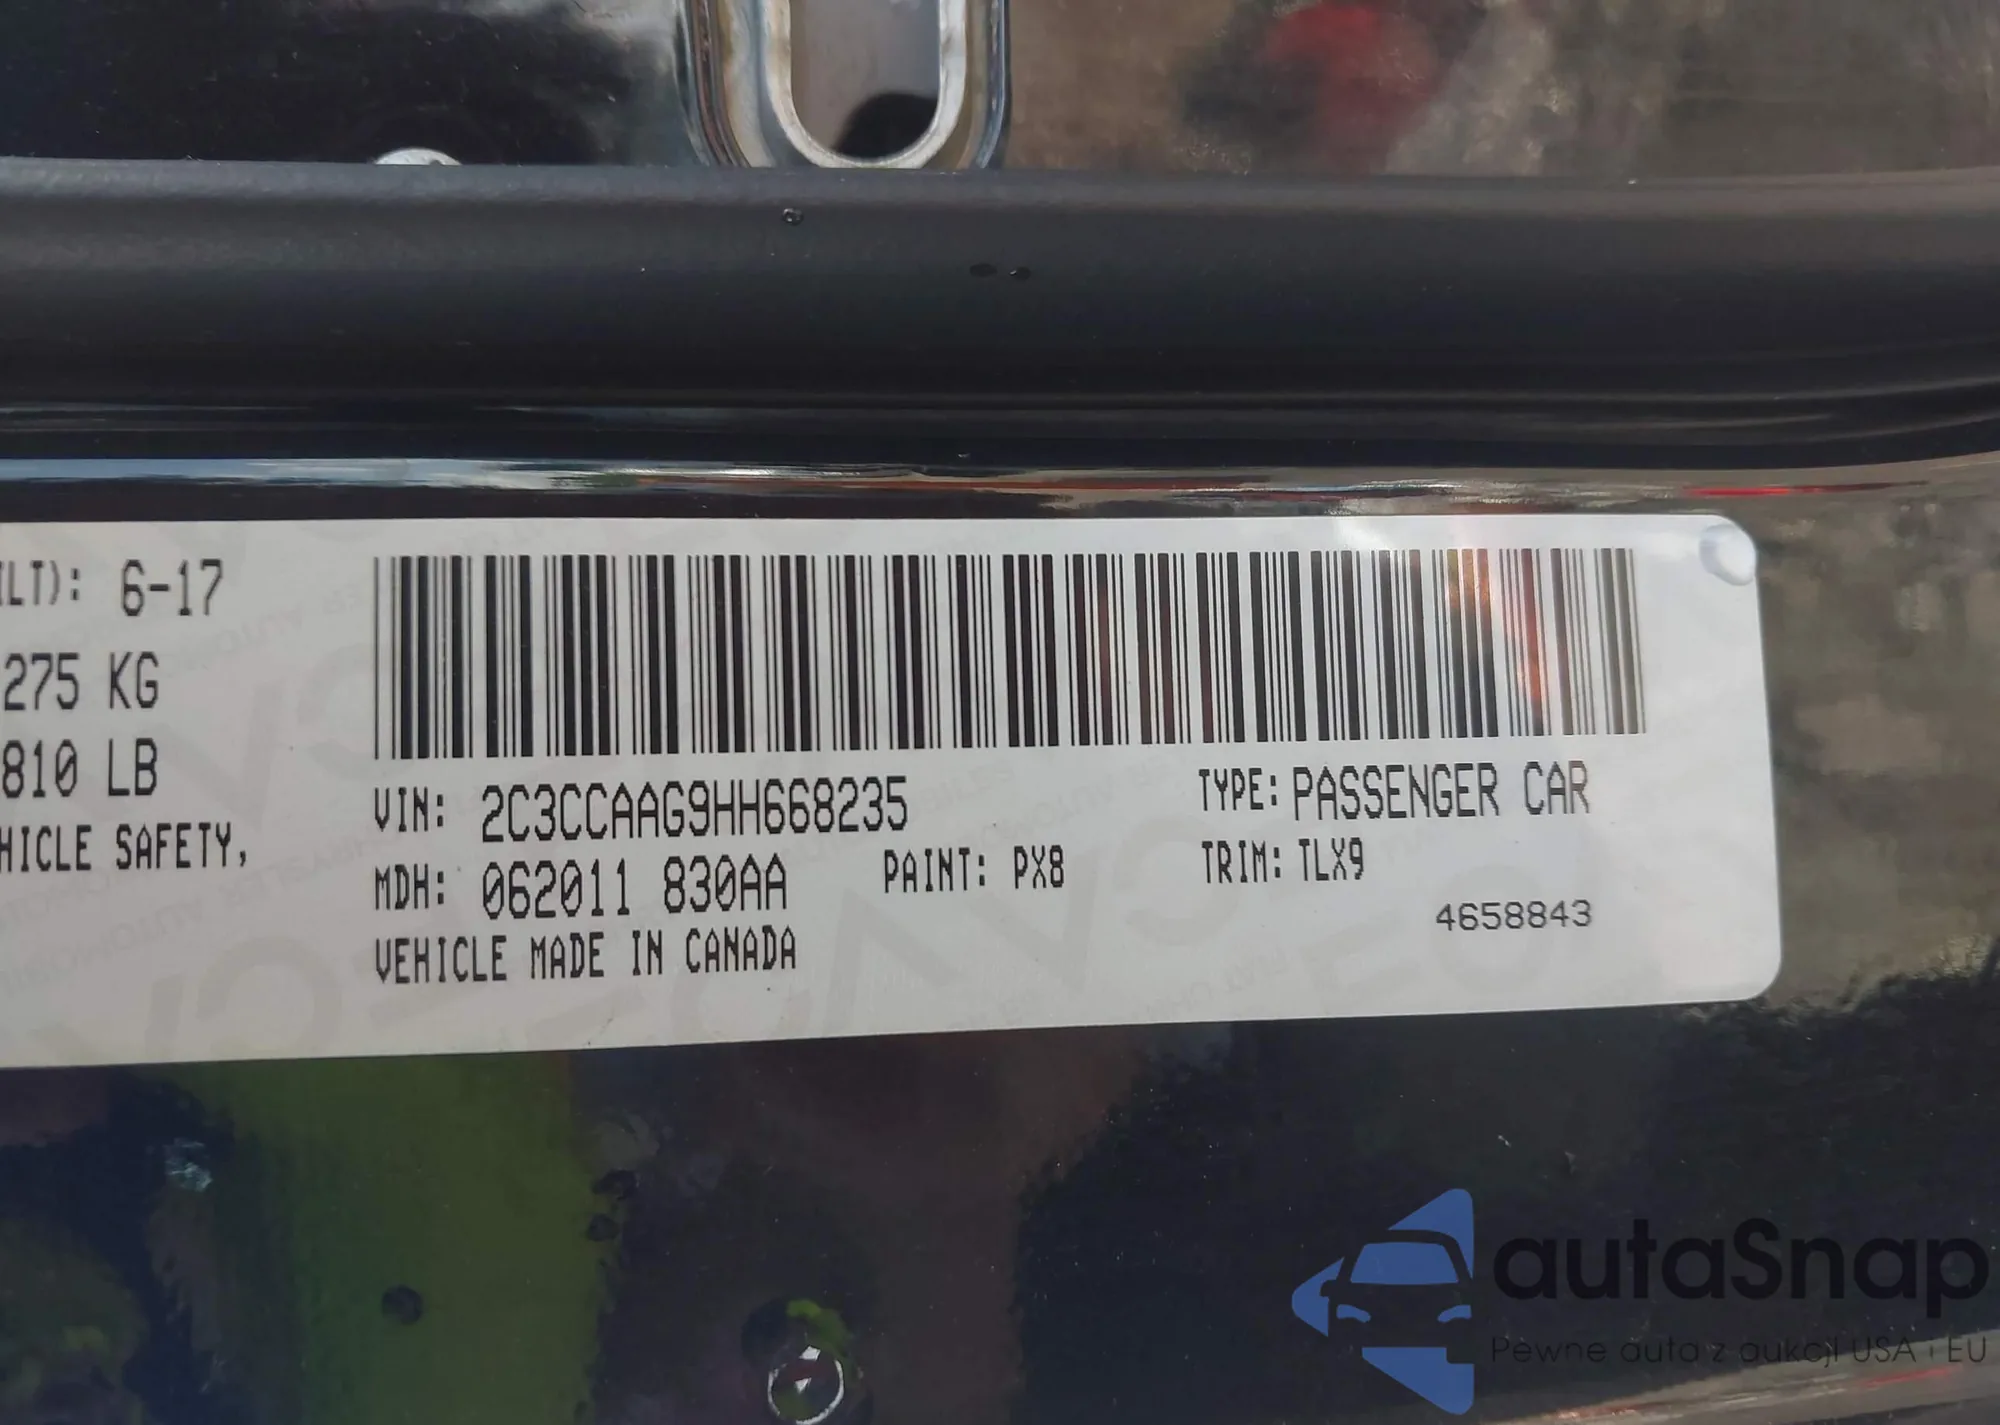 ILT): 6-17
275 KG
810 LB
HICLE SAFETY,
VIN: 2C3CCAAG9HH668235
TYPE: PASSENGER CAR
MDH: 062011 830AA
PAINT: PX8
TRIM: TLX9
4658843
VEHICLE MADE IN CANADA
autaSnap
Pewne auta z aukcji USA i EU